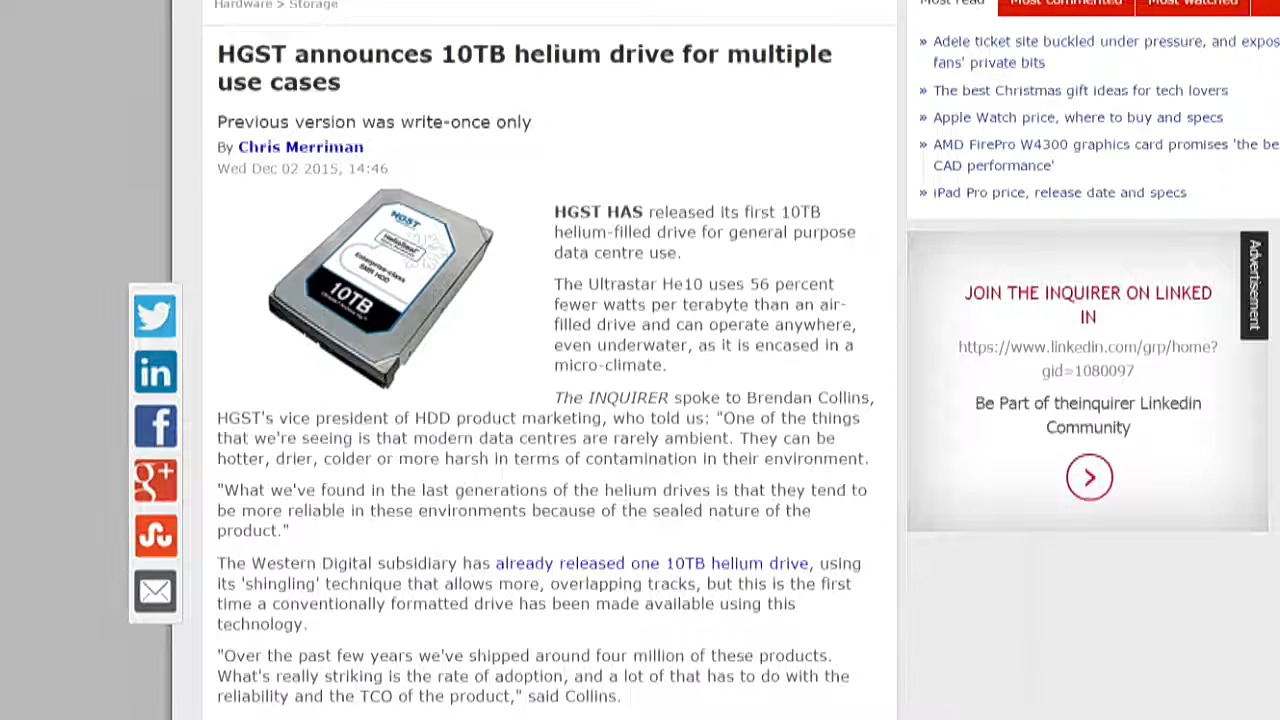 Hardware > Storage
HGST announces 10TB helium drive for multiple
use cases
Previous version was write-once only
By Chris Merriman
Wed Dec 02 2015, 14:46
HGST
HelioSeal
Enterprise-class
SMR HDD
10TB
HGST HAS released its first 10TB
helium-filled drive for general purpose
data centre use.
The Ultrastar He10 uses 56 percent
fewer watts per terabyte than an air-
filled drive and can operate anywhere,
even underwater, as it is encased in a
micro-climate.
The INQUIRER spoke to Brendan Collins,
HGST's vice president of HDD product marketing, who told us: "One of the things
that we're seeing is that modern data centres are rarely ambient. They can be
hotter, drier, colder or more harsh in terms of contamination in their environment.
"What we've found in the last generations of the helium drives is that they tend to
be more reliable in these environments because of the sealed nature of the
product."
The Western Digital subsidiary has already released one 10TB helium drive, using
its 'shingling' technique that allows more, overlapping tracks, but this is the first
time a conventionally formatted drive has been made available using this
technology.
"Over the past few years we've shipped around four million of these products.
What's really striking is the rate of adoption, and a lot of that has to do with the
reliability and the TCO of the product," said Collins.
in
f
g+
Most read Most commented Most watched
» Adele ticket site buckled under pressure, and expos
fans' private bits
» The best Christmas gift ideas for tech lovers
» Apple Watch price, where to buy and specs
» AMD FirePro W4300 graphics card promises 'the be
CAD performance'
» iPad Pro price, release date and specs
Advertisement
JOIN THE INQUIRER ON LINKED
IN
https://www.linkedin.com/grp/home?
gid=1080097
Be Part of theinquirer Linkedin
Community